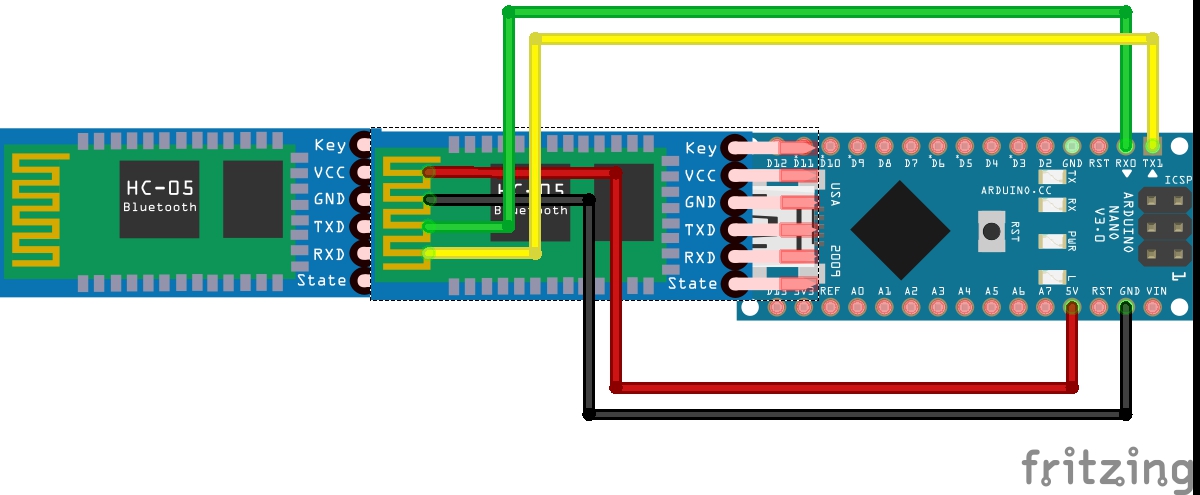 Key
VCC
GND
TXD
RXD
State
HC-05
Bluetooth
HC-05
Bluetooth
Key
VCC
GND
TXD
RXD
State
D12 D11 D10 D9 D8 D7 D6 D5 D4 D3 D2 GND RST RX0 TX1
USA
2009
ARDUINO.CC
RST
TX
RX
PWR
L
ARDUINO
NANO
V3.0
ICSP
1
D13 3V3 REF A0 A1 A2 A3 A4 A5 A6 A7 5V RST GND VIN
fritzing